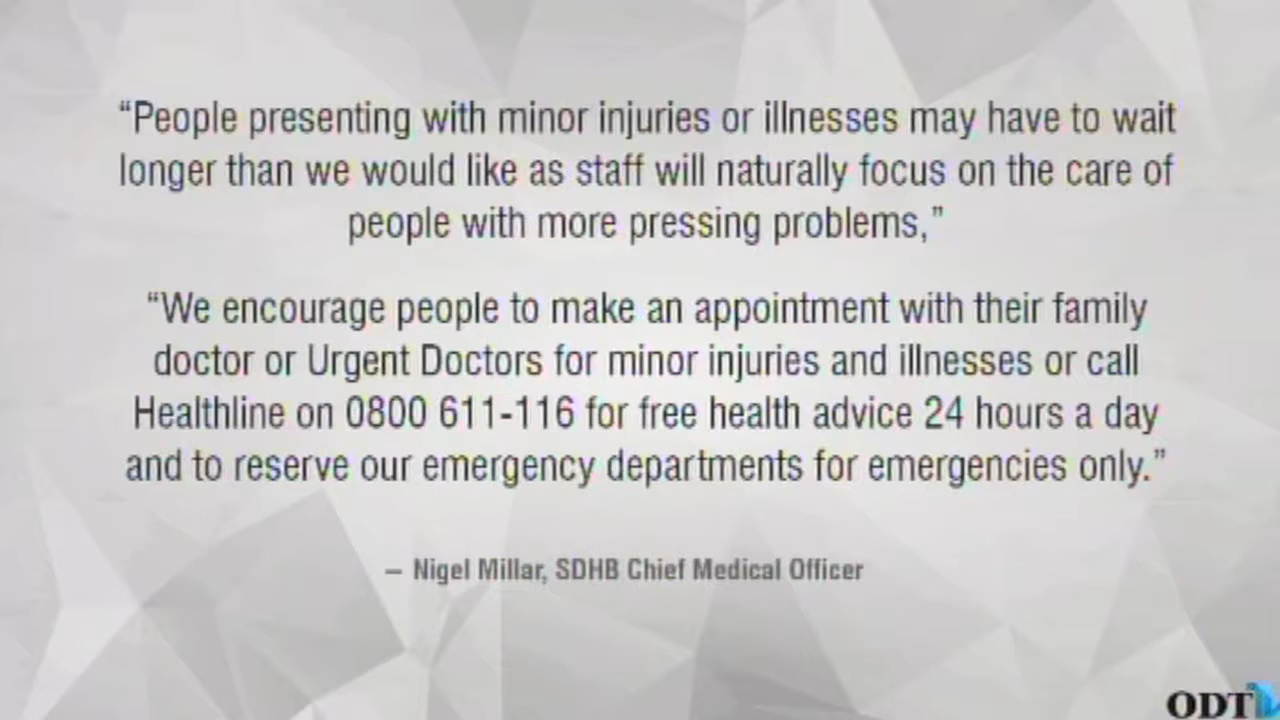 “People presenting with minor injuries or illnesses may have to wait
longer than we would like as staff will naturally focus on the care of
people with more pressing problems,”
“We encourage people to make an appointment with their family
doctor or Urgent Doctors for minor injuries and illnesses or call
Healthline on 0800 611-116 for free health advice 24 hours a day
and to reserve our emergency departments for emergencies only.”
– Nigel Millar, SDHB Chief Medical Officer
ODT